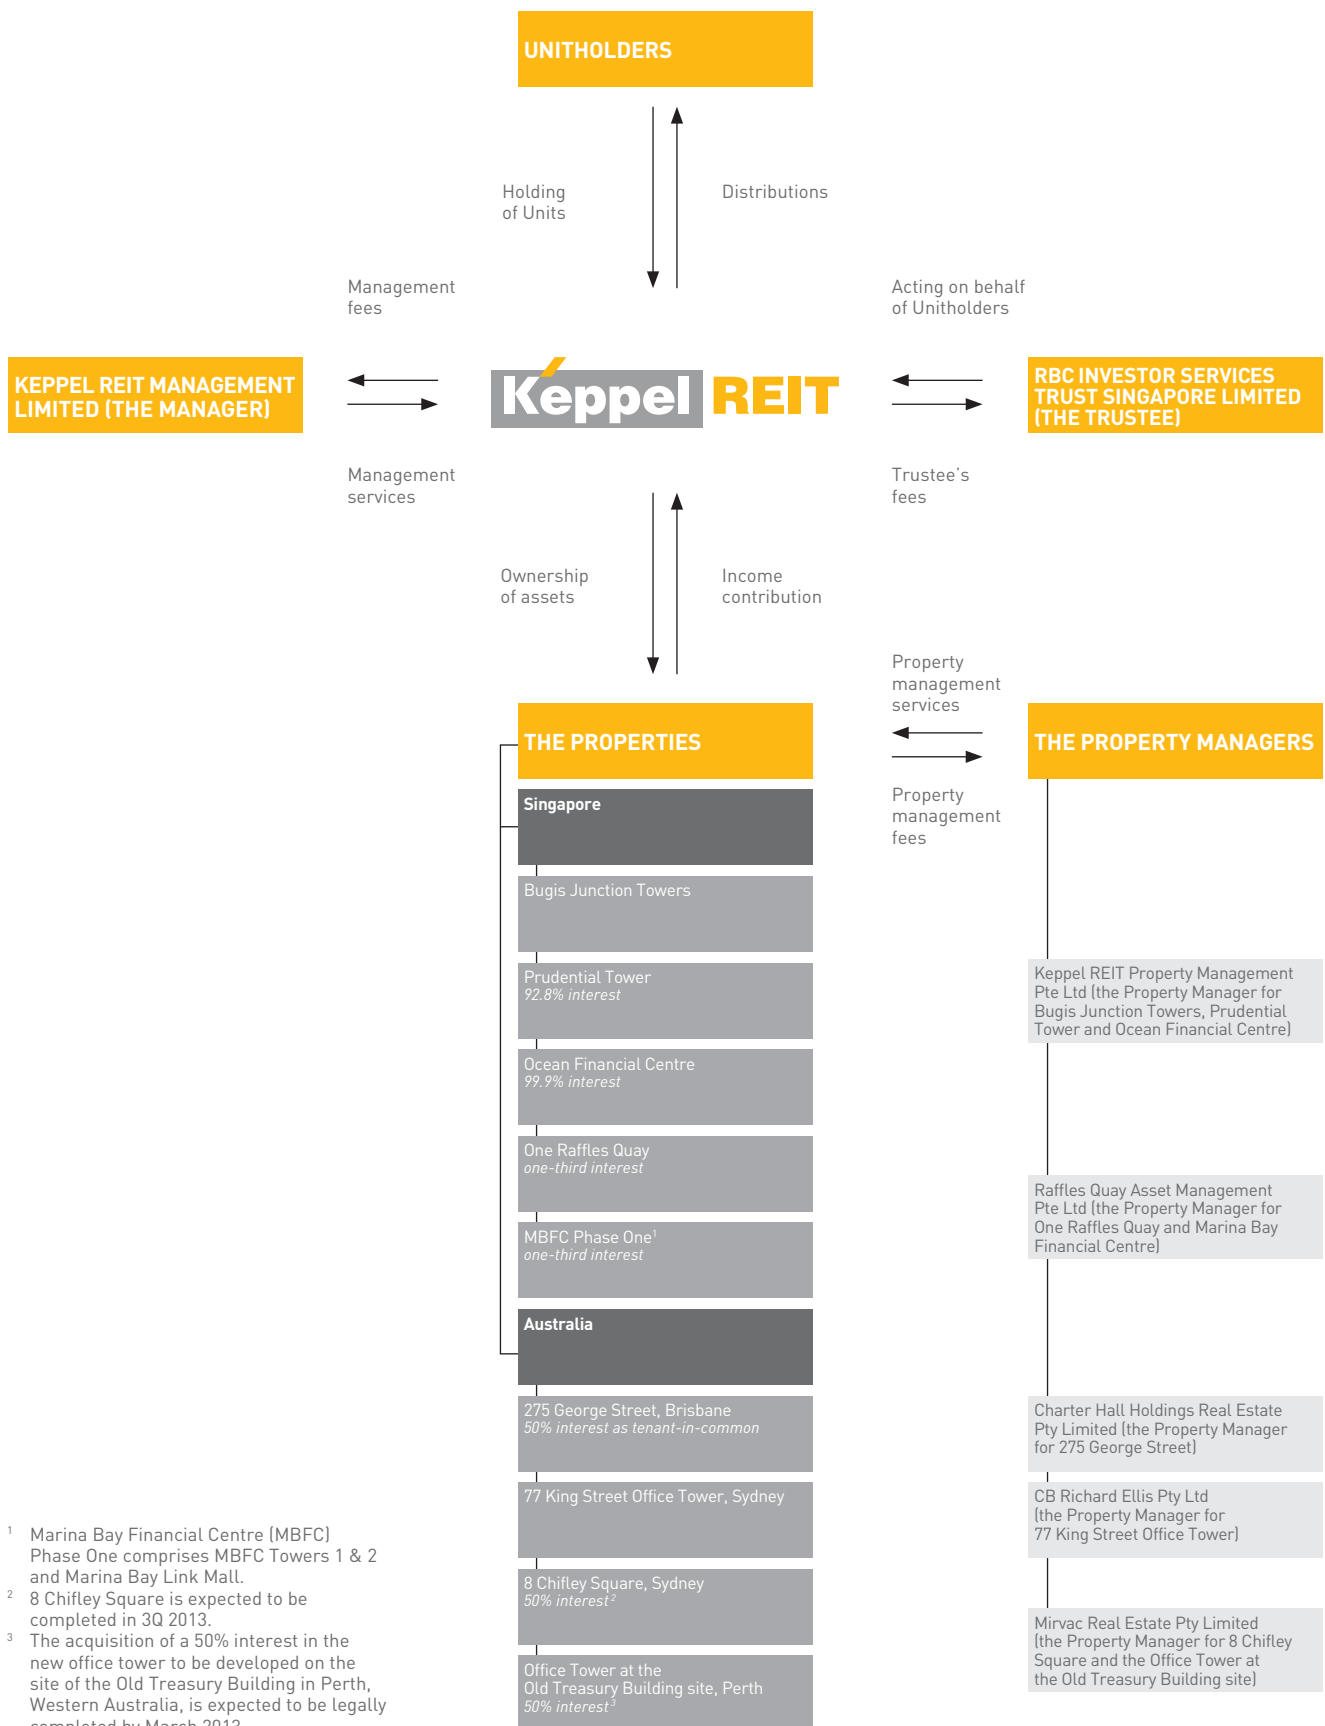 UNITHOLDERS
Holding
of Units
Distributions
Management
fees
Acting on behalf
of Unitholders
KEPPEL REIT MANAGEMENT
LIMITED (THE MANAGER)
Keppel REIT
RBC INVESTOR SERVICES
TRUST SINGAPORE LIMITED
(THE TRUSTEE)
Management
services
Trustee's
fees
Ownership
of assets
Income
contribution
Property
management
services
THE PROPERTIES
THE PROPERTY MANAGERS
Property
management
fees
Singapore
Bugis Junction Towers
Prudential Tower
92.8% interest
Keppel REIT Property Management
Pte Ltd (the Property Manager for
Bugis Junction Towers, Prudential
Tower and Ocean Financial Centre)
Ocean Financial Centre
99.9% interest
One Raffles Quay
one-third interest
Raffles Quay Asset Management
Pte Ltd (the Property Manager for
One Raffles Quay and Marina Bay
Financial Centre)
MBFC Phase One¹
one-third interest
Australia
275 George Street, Brisbane
50% interest as tenant-in-common
Charter Hall Holdings Real Estate
Pty Limited (the Property Manager
for 275 George Street)
77 King Street Office Tower, Sydney
CB Richard Ellis Pty Ltd
(the Property Manager for
77 King Street Office Tower)
8 Chifley Square, Sydney
50% interest²
Mirvac Real Estate Pty Limited
(the Property Manager for 8 Chifley
Square and the Office Tower at
the Old Treasury Building site)
Office Tower at the
Old Treasury Building site, Perth
50% interest³
¹ Marina Bay Financial Centre (MBFC)
Phase One comprises MBFC Towers 1 & 2
and Marina Bay Link Mall.
² 8 Chifley Square is expected to be
completed in 3Q 2013.
³ The acquisition of a 50% interest in the
new office tower to be developed on the
site of the Old Treasury Building in Perth,
Western Australia, is expected to be legally
completed by March 2013.